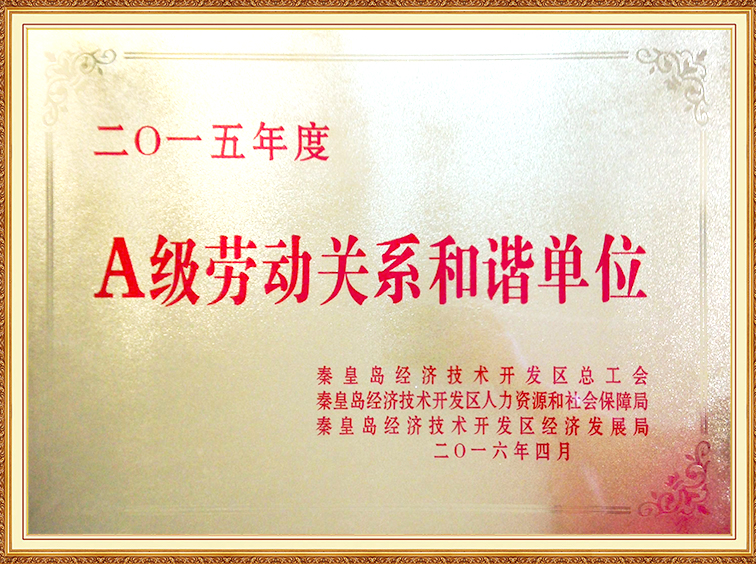 二〇一五年度
A级劳动关系和谐单位
秦皇岛经济技术开发区总工会
秦皇岛经济技术开发区人力资源和社会保障局
秦皇岛经济技术开发区经济发展局
二〇一六年四月